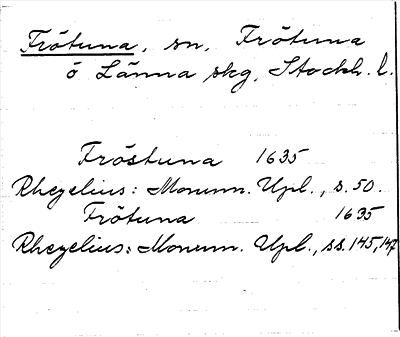 Frötuna, sn, Frötuna
o Länna skg, Stockh. l.
Fröstuna 1635
Rhezelius: Monum. Upl., s. 50.
Frötuna 1635
Rhezelius: Monum. Upl., ss. 145, 147